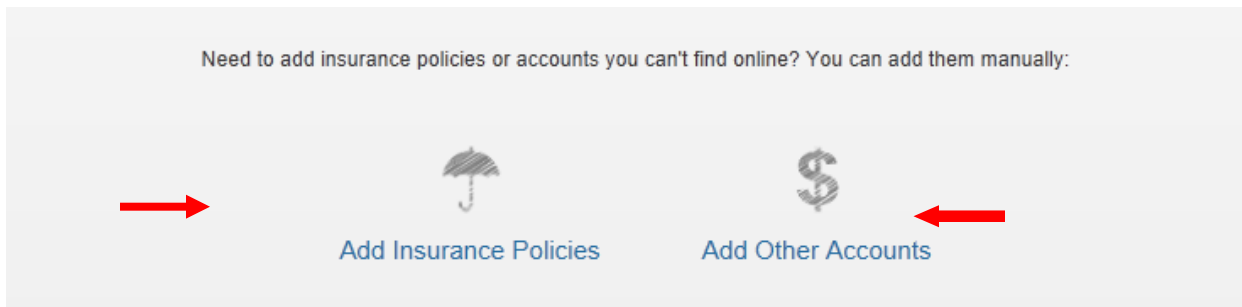 Need to add insurance policies or accounts you can't find online? You can add them manually:
$
Add Insurance Policies
Add Other Accounts